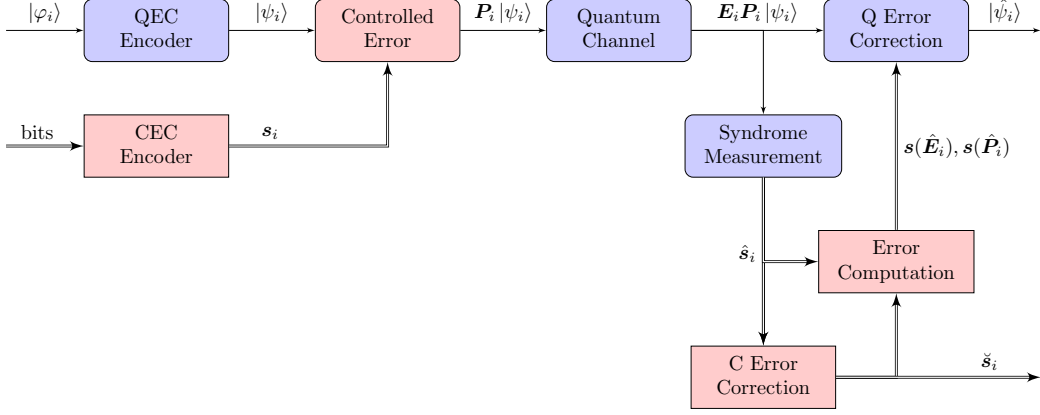 |φᵢ⟩
QEC
Encoder
|ψᵢ⟩
Controlled
Error
𝑷ᵢ |ψᵢ⟩
Quantum
Channel
𝑬ᵢ𝑷ᵢ |ψᵢ⟩
Q Error
Correction
|ψ̂ᵢ⟩
bits
CEC
Encoder
𝒔ᵢ
Syndrome
Measurement
𝒔(𝑬̂ᵢ), 𝒔(𝑷̂ᵢ)
𝒔̂ᵢ
Error
Computation
C Error
Correction
𝒔̆ᵢ